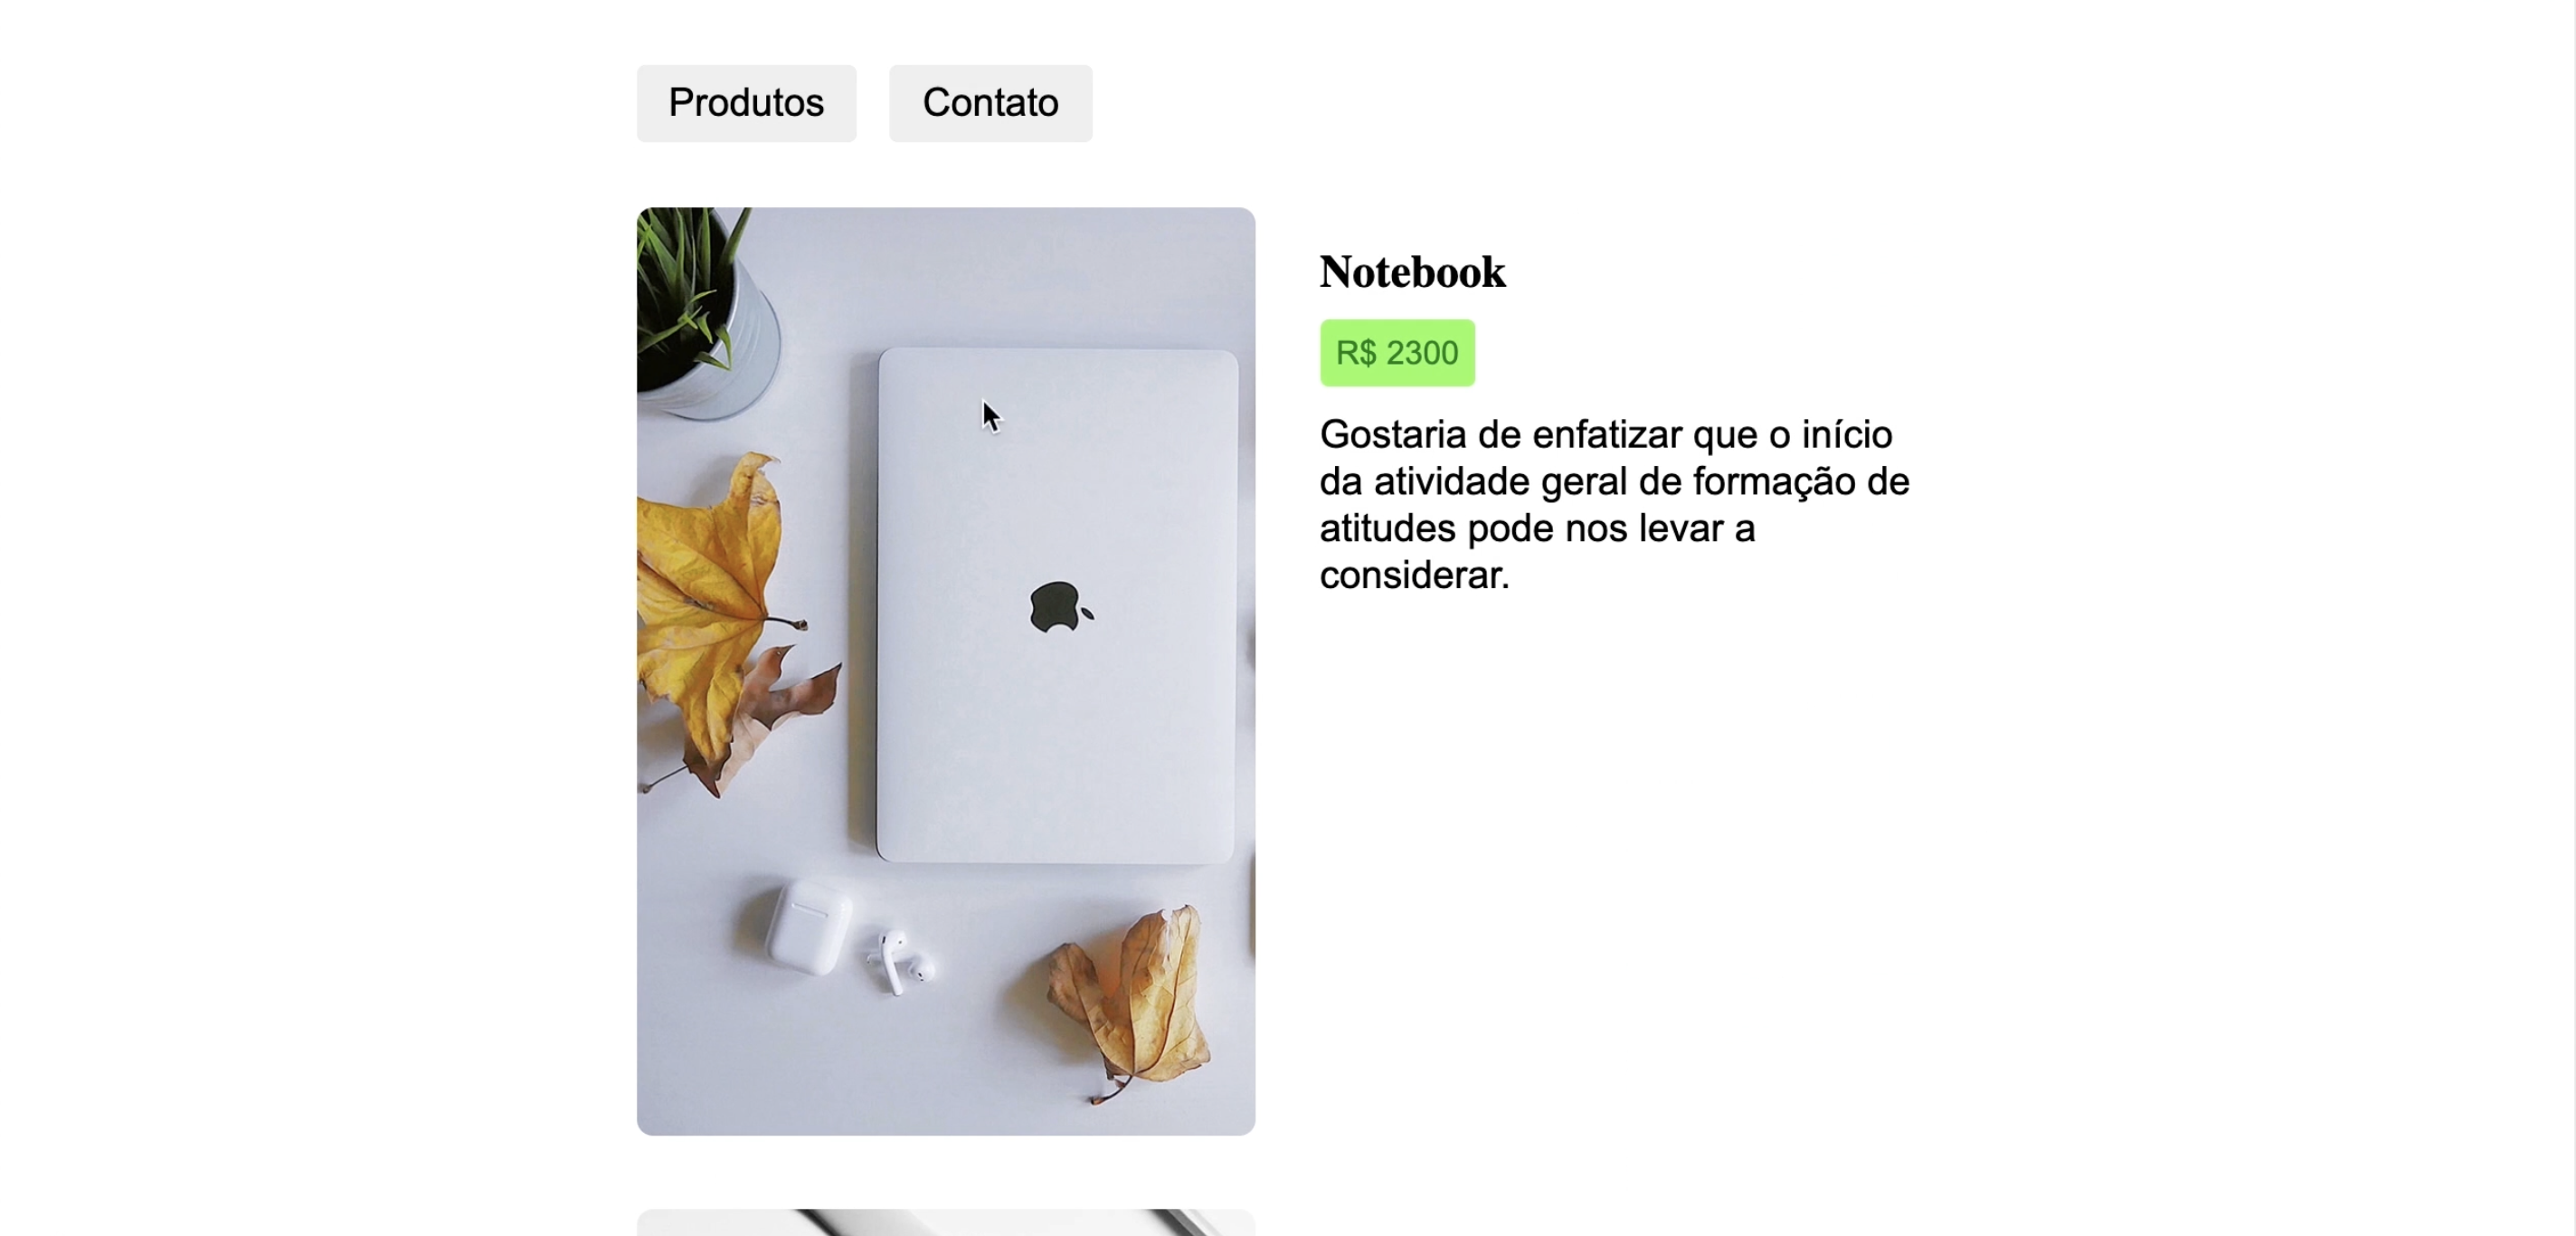 Produtos
Contato
Notebook
R$ 2300
Gostaria de enfatizar que o início
da atividade geral de formação de
atitudes pode nos levar a
considerar.